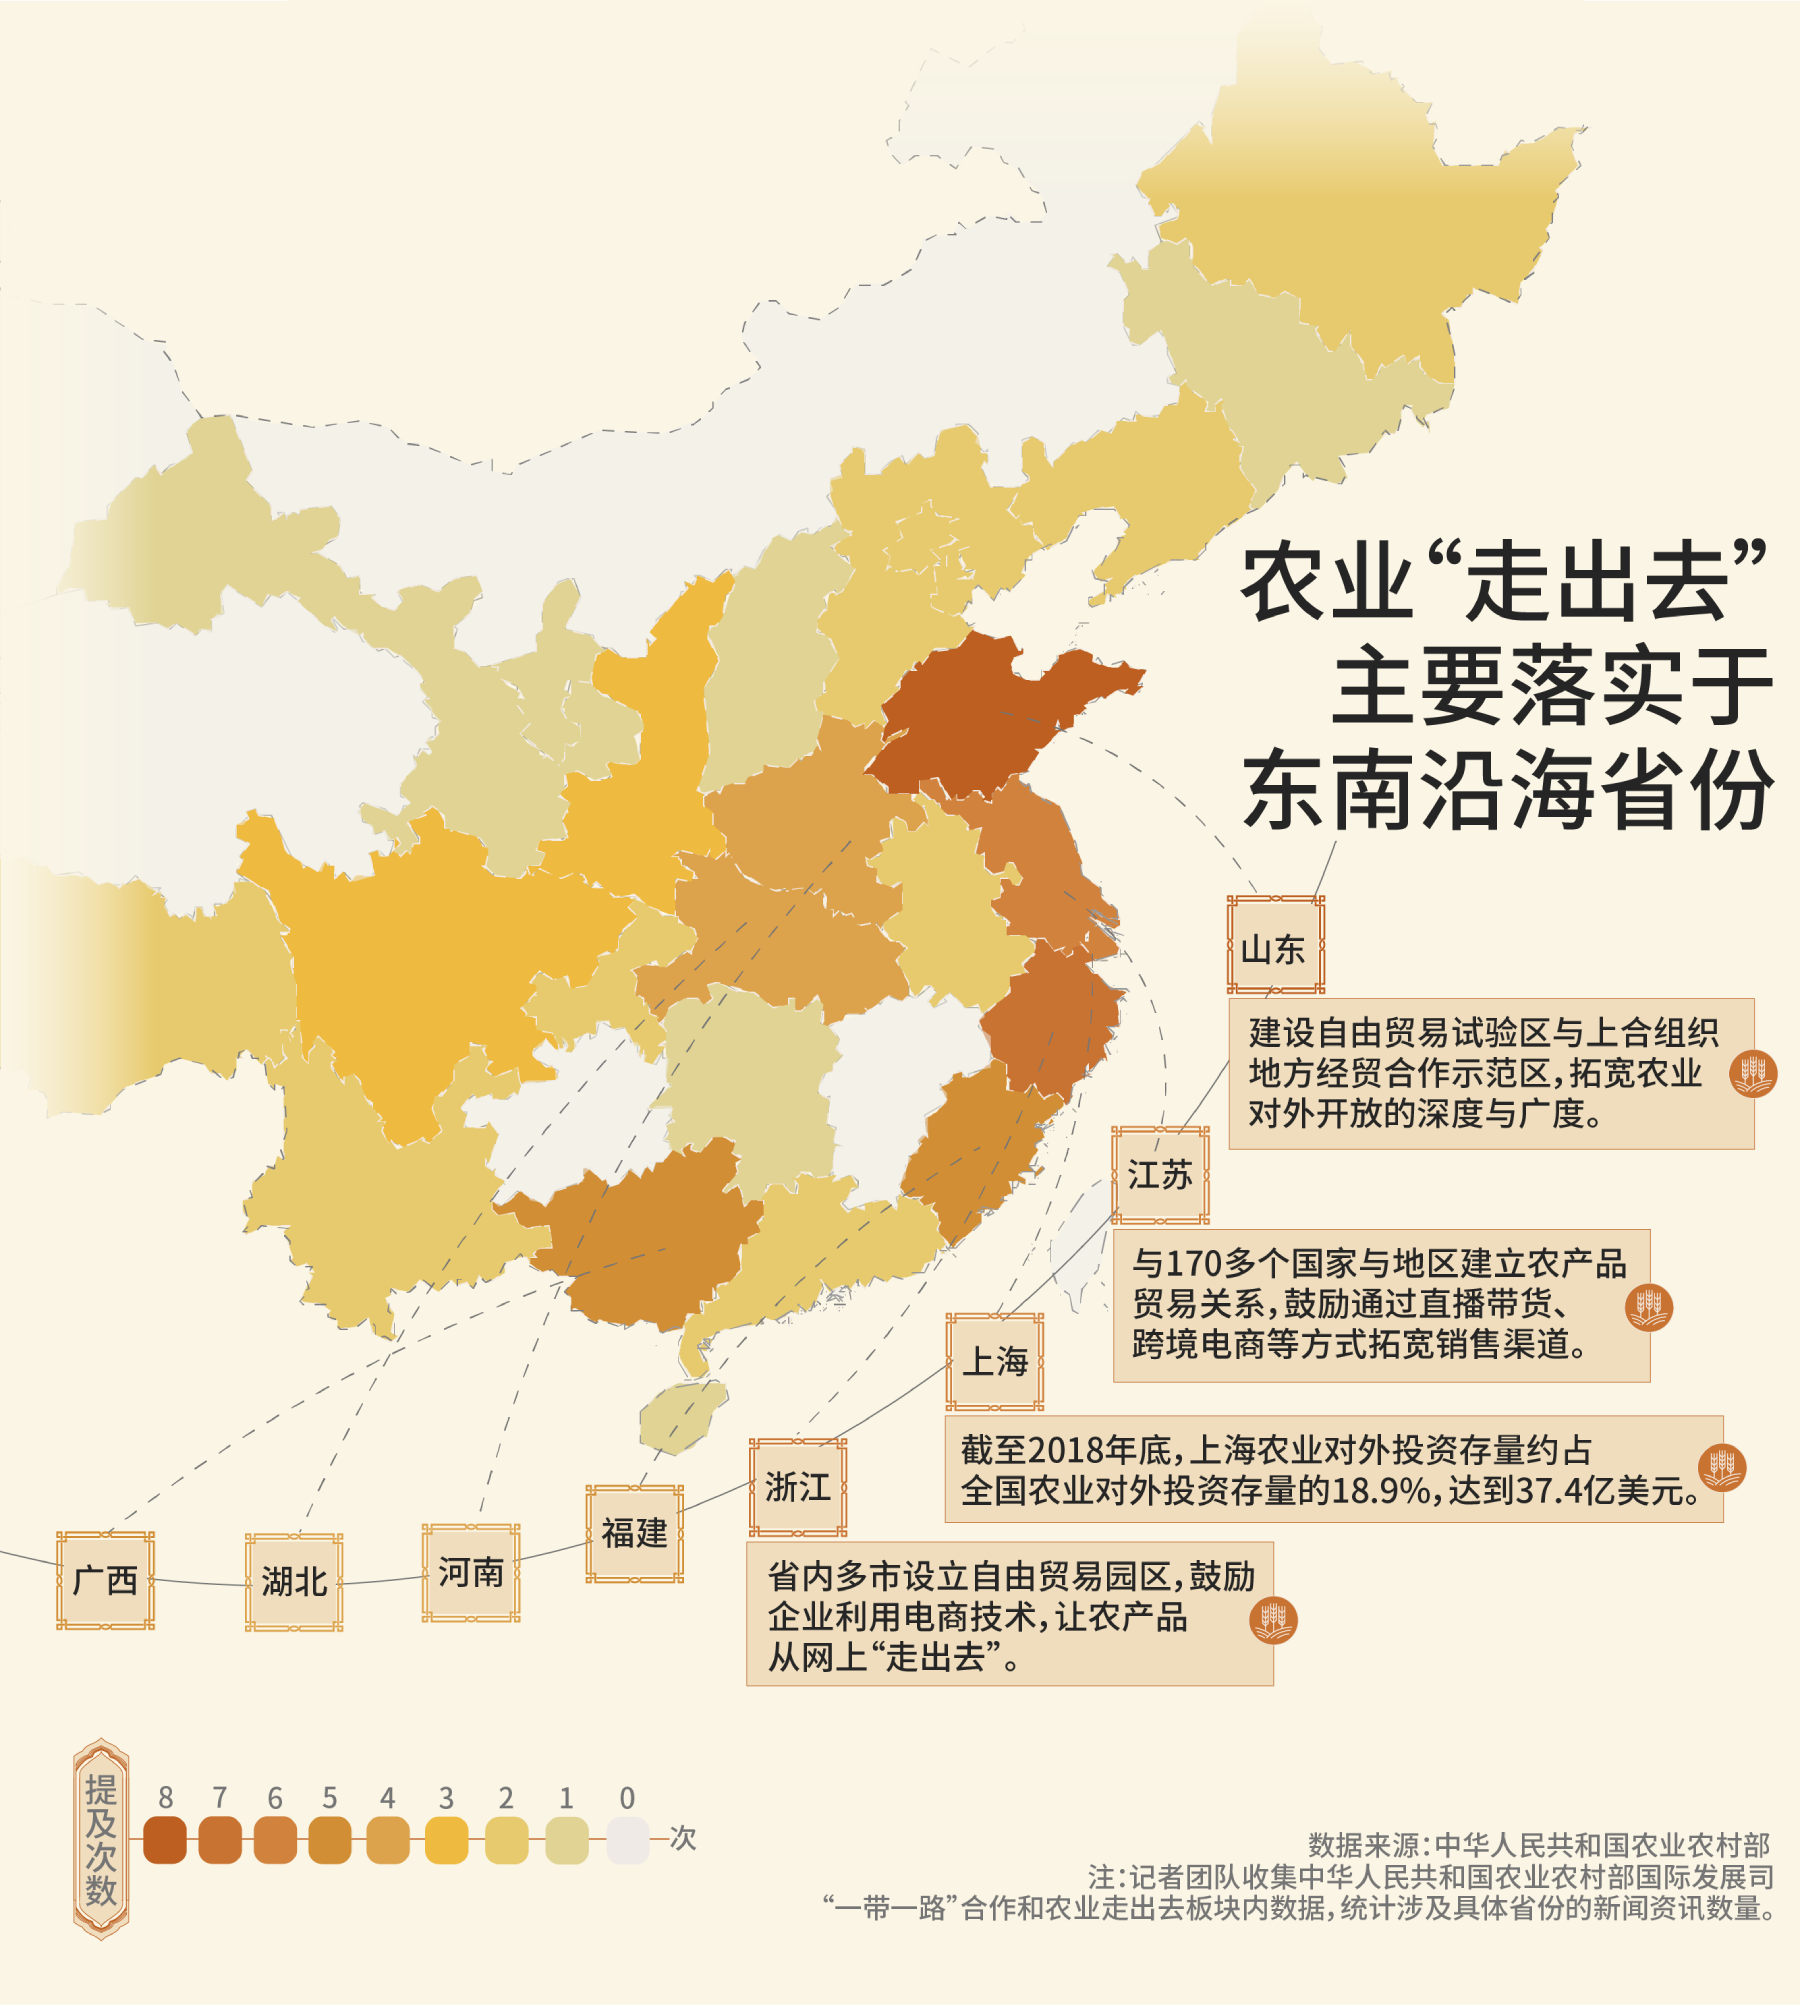 农业“走出去”
主要落实于
东南沿海省份
山东
建设自由贸易试验区与上合组织
地方经贸合作示范区，拓宽农业
对外开放的深度与广度。
江苏
与170多个国家与地区建立农产品
贸易关系，鼓励通过直播带货、
跨境电商等方式拓宽销售渠道。
上海
截至2018年底，上海农业对外投资存量约占
全国农业对外投资存量的18.9%，达到37.4亿美元。
浙江
省内多市设立自由贸易园区，鼓励
企业利用电商技术，让农产品
从网上“走出去”。
福建
河南
湖北
广西
提及次数
8 7 6 5 4 3 2 1 0
次
数据来源：中华人民共和国农业农村部
注：记者团队收集中华人民共和国农业农村部国际发展司
“一带一路”合作和农业走出去板块内数据，统计涉及具体省份的新闻资讯数量。